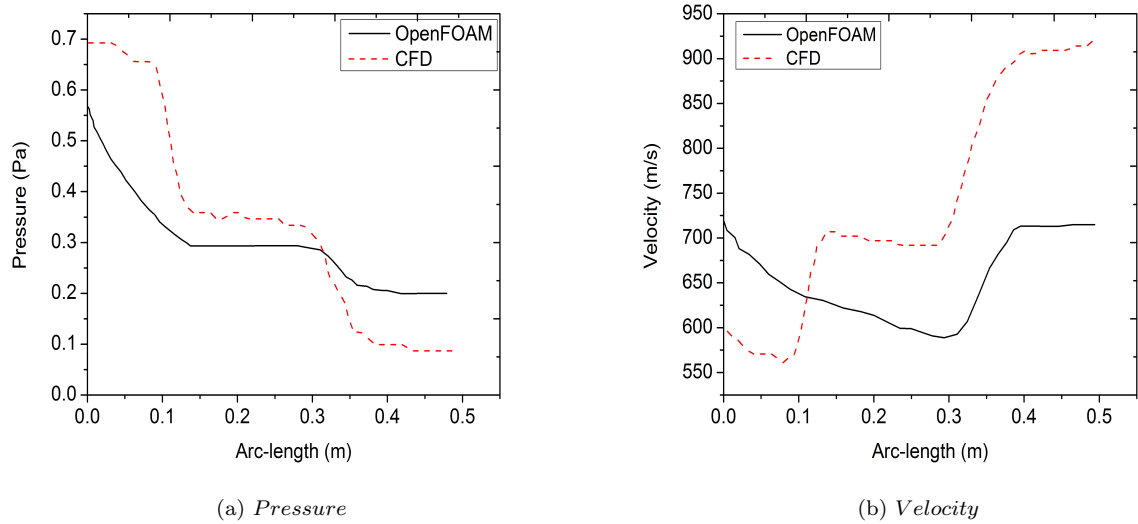 0.7
0.6
0.5
0.4
0.3
0.2
0.1
0.0
Pressure (Pa)
OpenFOAM
CFD
0.0 0.1 0.2 0.3 0.4 0.5
Arc-length (m)
(a) Pressure
950
900
850
800
750
700
650
600
550
Velocity (m/s)
OpenFOAM
CFD
0.0 0.1 0.2 0.3 0.4 0.5
Arc-length (m)
(b) Velocity